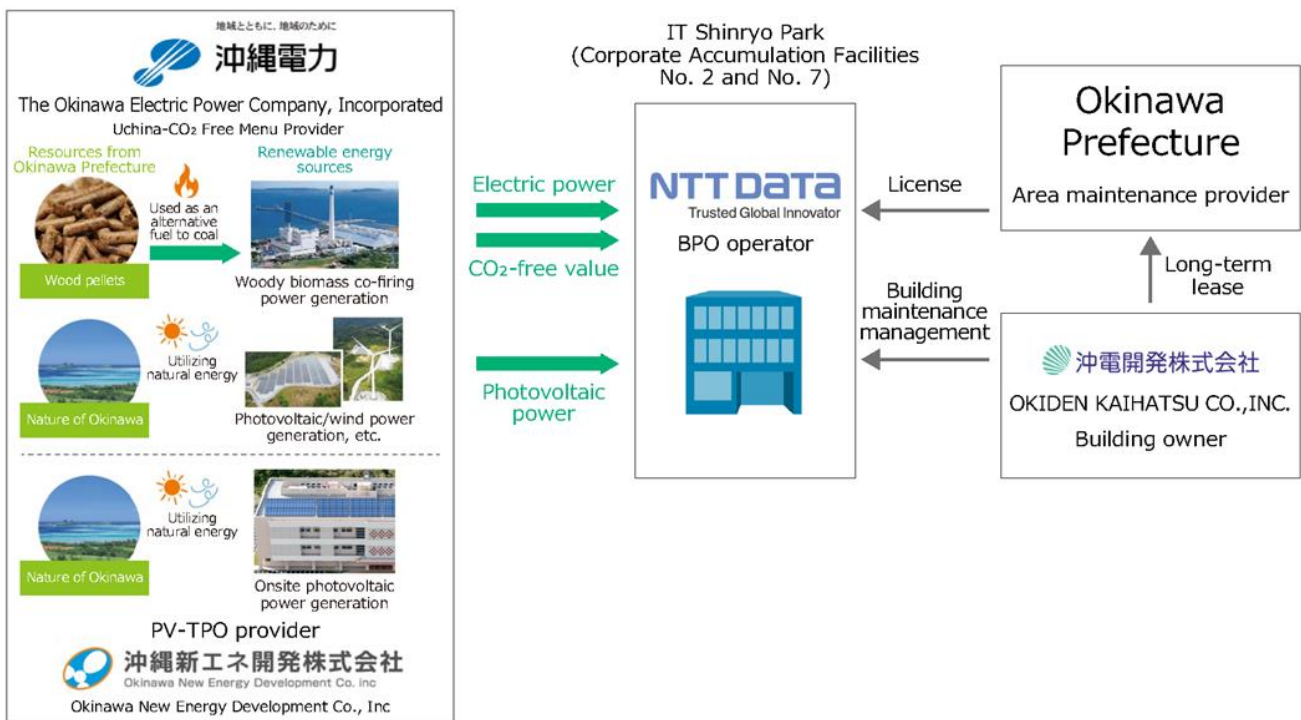 地域とともに、地域のために
沖縄電力
The Okinawa Electric Power Company, Incorporated
Uchina-CO₂ Free Menu Provider
Resources from
Okinawa Prefecture
Renewable energy
sources
Used as an
alternative
fuel to coal
Wood pellets
Woody biomass co-firing
power generation
Utilizing
natural energy
Nature of Okinawa
Photovoltaic/wind power
generation, etc.
Utilizing
natural energy
Nature of Okinawa
Onsite photovoltaic
power generation
PV-TPO provider
沖縄新エネ開発株式会社
Okinawa New Energy Development Co. inc
Okinawa New Energy Development Co., Inc
Electric power
CO₂-free value
Photovoltaic
power
IT Shinryo Park
(Corporate Accumulation Facilities
No. 2 and No. 7)
NTT DATA
Trusted Global Innovator
BPO operator
License
Building
maintenance
management
Okinawa
Prefecture
Area maintenance provider
Long-term
lease
沖電開発株式会社
OKIDEN KAIHATSU CO.,INC.
Building owner